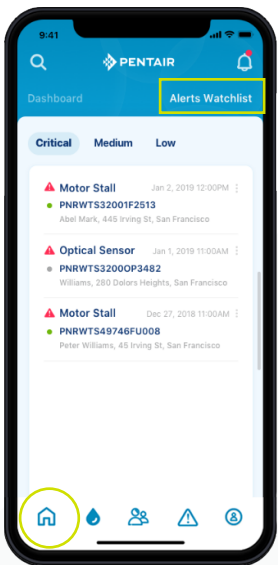 9:41
PENTAIR
Dashboard Alerts Watchlist
Critical Medium Low
Motor Stall Jan 2, 2019 12:00PM
PNRWTS32001F2513
Abel Mark, 445 Irving St, San Francisco
Optical Sensor Jan 1, 2019 11:00AM
PNRWTS3200OP3482
Williams, 280 Dolors Heights, San Francisco
Motor Stall Dec 27, 2018 11:00AM
PNRWTS49746FU008
Peter Williams, 45 Irving St, San Francisco